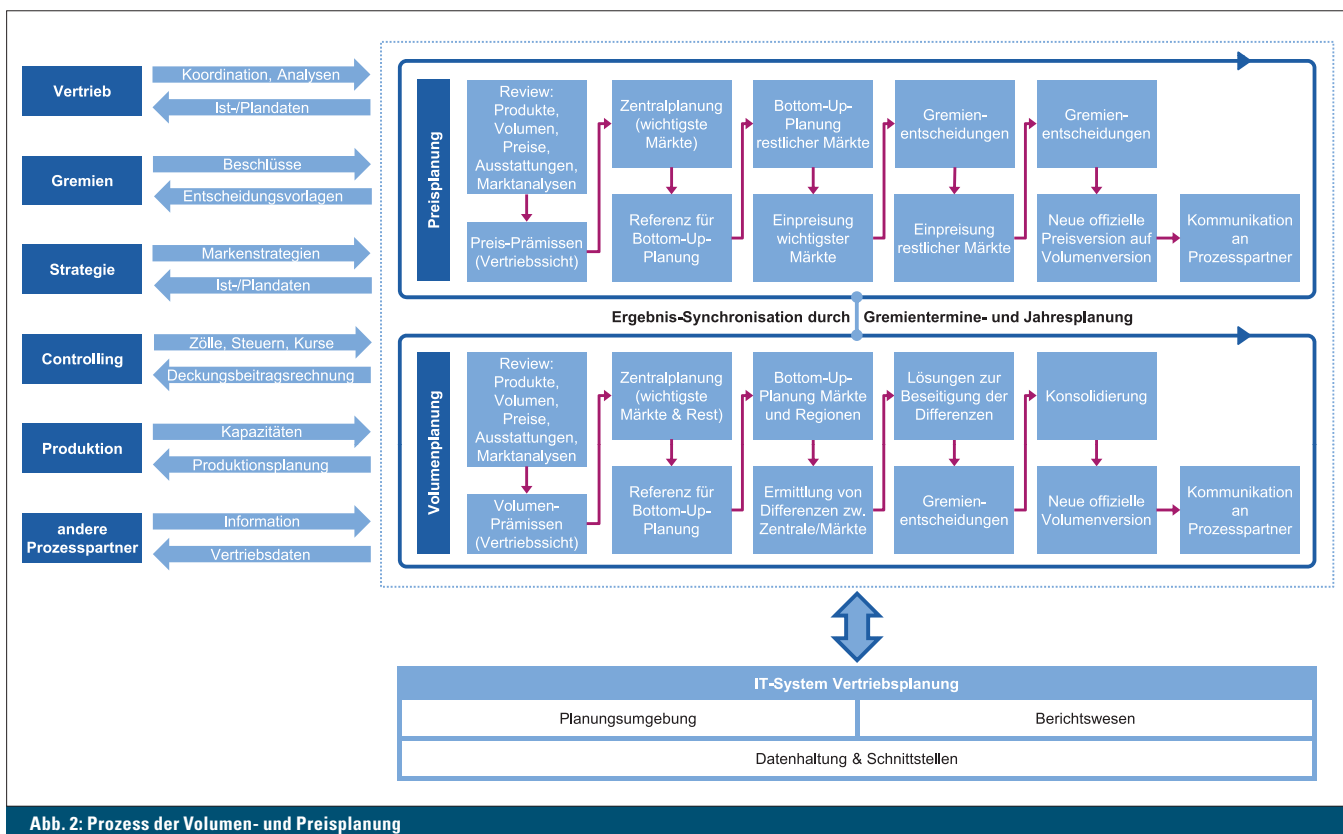 Vertrieb
Koordination, Analysen
Ist-/Plandaten
Gremien
Beschlüsse
Entscheidungsvorlagen
Strategie
Markenstrategien
Ist-/Plandaten
Controlling
Zölle, Steuern, Kurse
Deckungsbeitragsrechnung
Produktion
Kapazitäten
Produktionsplanung
andere
Prozesspartner
Information
Vertriebsdaten
Preisplanung
Review:
Produkte,
Volumen,
Preise,
Ausstattungen,
Marktanalysen
Preis-Prämissen
(Vertriebssicht)
Zentralplanung
(wichtigste
Märkte)
Referenz für
Bottom-Up-
Planung
Bottom-Up-
Planung
restlicher Märkte
Einpreisung
wichtigster
Märkte
Gremien-
entscheidungen
Einpreisung
restlicher Märkte
Gremien-
entscheidungen
Neue offizielle
Preisversion auf
Volumenversion
Kommunikation
an
Prozesspartner
Ergebnis-Synchronisation durch Gremientermine- und Jahresplanung
Volumenplanung
Review:
Produkte,
Volumen,
Preise,
Ausstattungen,
Marktanalysen
Volumen-
Prämissen
(Vertriebssicht)
Zentralplanung
(wichtigste
Märkte & Rest)
Referenz für
Bottom-Up-
Planung
Bottom-Up-
Planung Märkte
und Regionen
Ermittlung von
Differenzen zw.
Zentrale/Märkte
Lösungen zur
Beseitigung der
Differenzen
Gremien-
entscheidungen
Konsolidierung
Neue offizielle
Volumenversion
Kommunikation
an
Prozesspartner
IT-System Vertriebsplanung
Planungsumgebung
Berichtswesen
Datenhaltung & Schnittstellen
Abb. 2: Prozess der Volumen- und Preisplanung